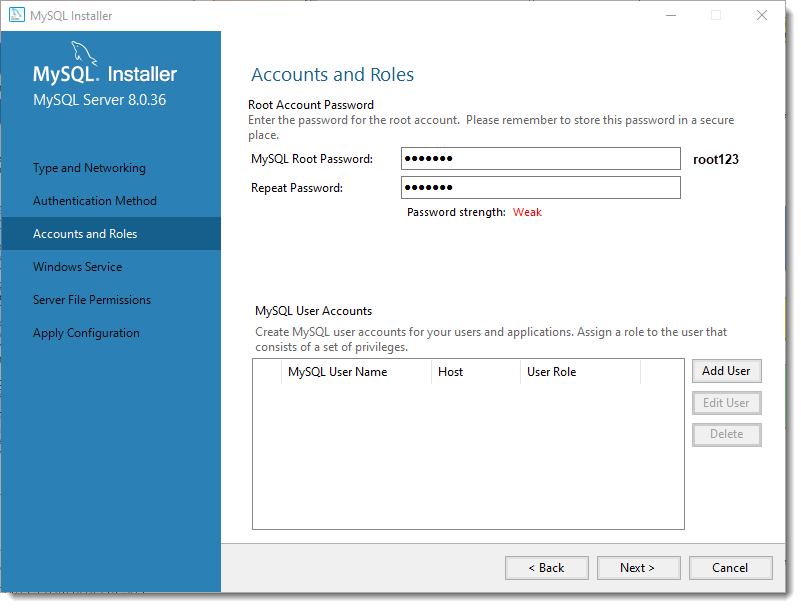 MySQL Installer
MySQL. Installer
MySQL Server 8.0.36
Type and Networking
Authentication Method
Accounts and Roles
Windows Service
Server File Permissions
Apply Configuration
Accounts and Roles
Root Account Password
Enter the password for the root account.  Please remember to store this password in a secure
place.
MySQL Root Password: ●●●●●●● root123
Repeat Password: ●●●●●●●
Password strength: Weak
MySQL User Accounts
Create MySQL user accounts for your users and applications. Assign a role to the user that
consists of a set of privileges.
MySQL User Name Host User Role
Add User
Edit User
Delete
< Back Next > Cancel